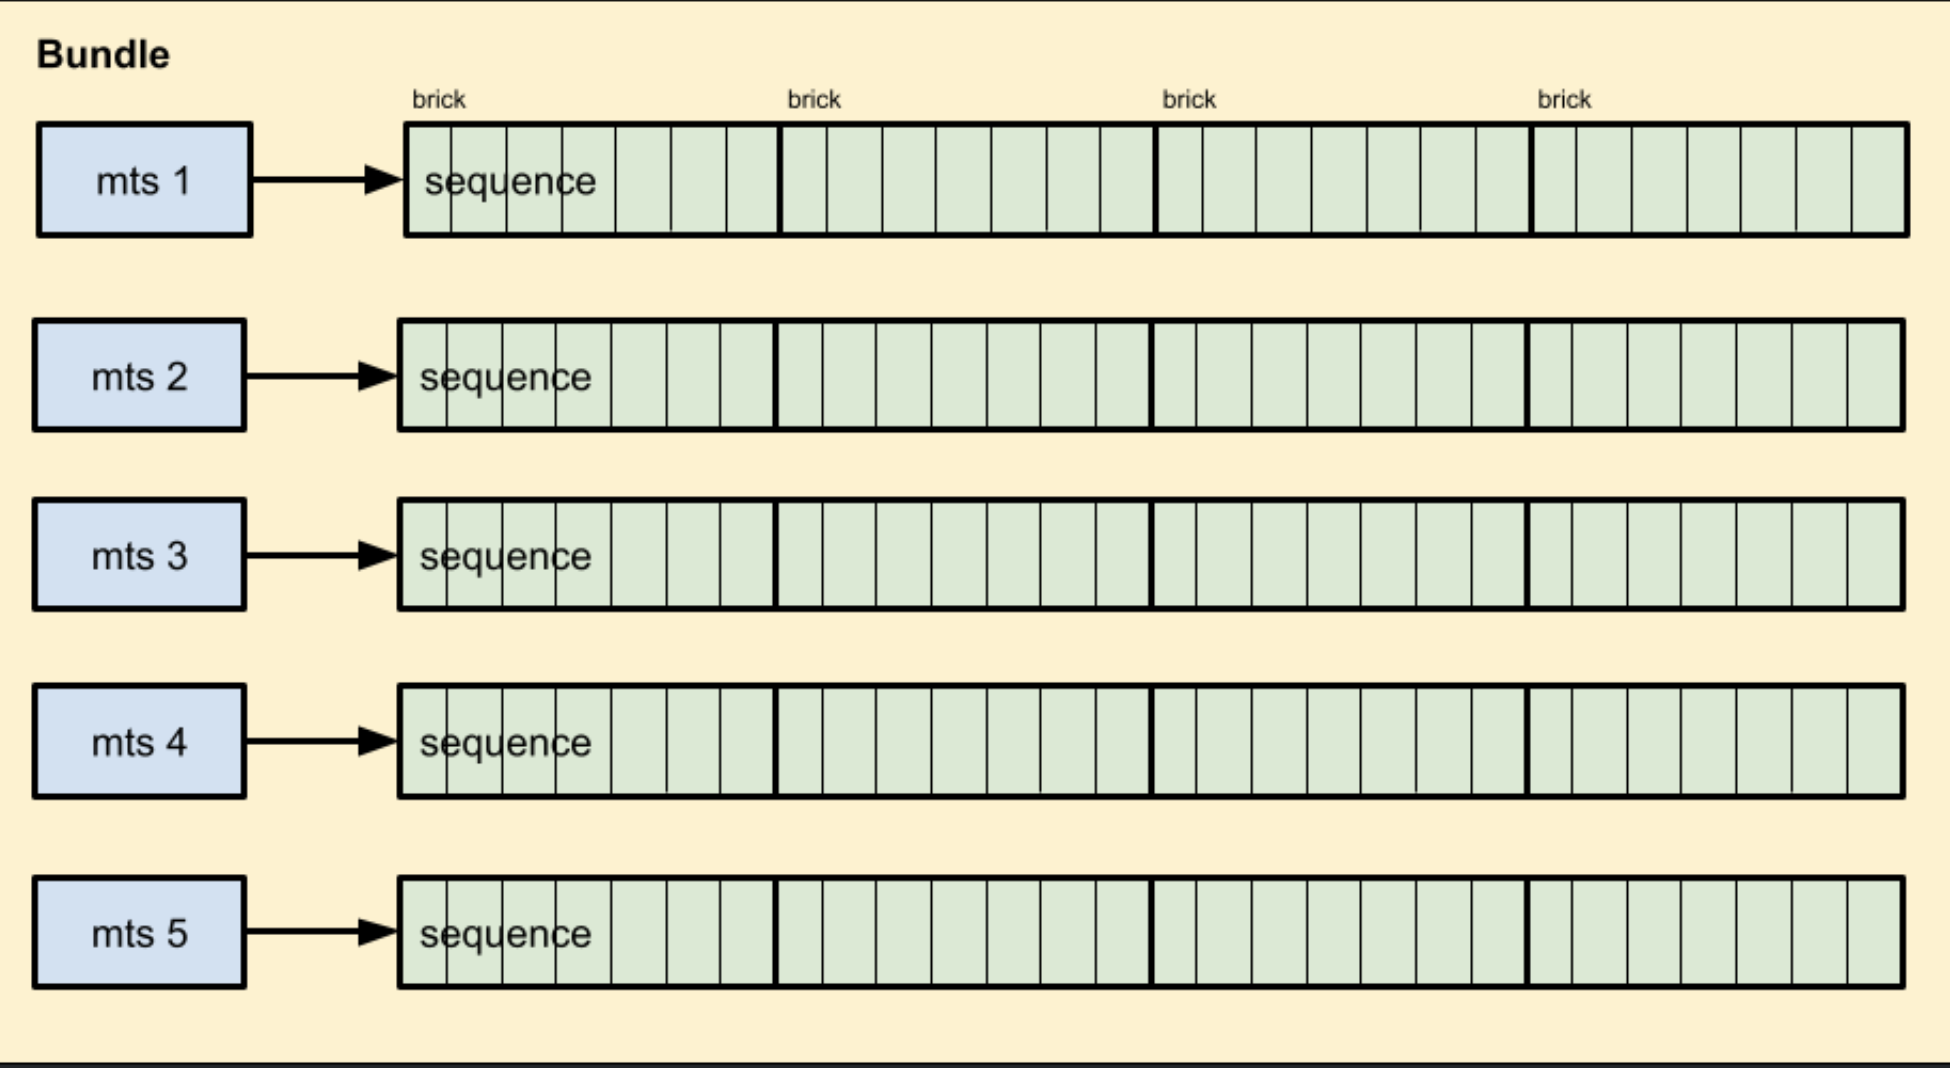 Bundle
brick brick brick brick
mts 1 sequence
mts 2 sequence
mts 3 sequence
mts 4 sequence
mts 5 sequence